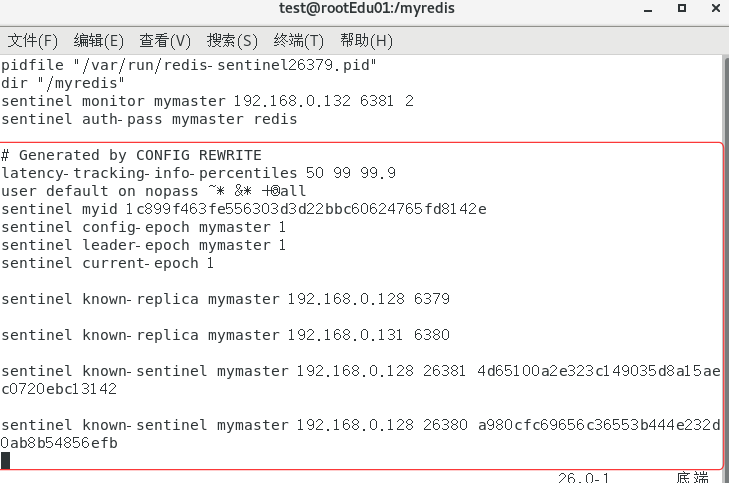 test@rootEdu01:/myredis
文件(F) 编辑(E) 查看(V) 搜索(S) 终端(T) 帮助(H)
pidfile "/var/run/redis-sentinel26379.pid"
dir "/myredis"
sentinel monitor mymaster 192.168.0.132 6381 2
sentinel auth-pass mymaster redis
# Generated by CONFIG REWRITE
latency-tracking-info-percentiles 50 99 99.9
user default on nopass ~* &* +@all
sentinel myid 1c899f463fe556303d3d22bbc60624765fd8142e
sentinel config-epoch mymaster 1
sentinel leader-epoch mymaster 1
sentinel current-epoch 1
sentinel known-replica mymaster 192.168.0.128 6379
sentinel known-replica mymaster 192.168.0.131 6380
sentinel known-sentinel mymaster 192.168.0.128 26381 4d65100a2e323c149035d8a15ae
c0720ebc13142
sentinel known-sentinel mymaster 192.168.0.128 26380 a980cfc69656c36553b444e232d
0ab8b54856efb
26,0-1 底端